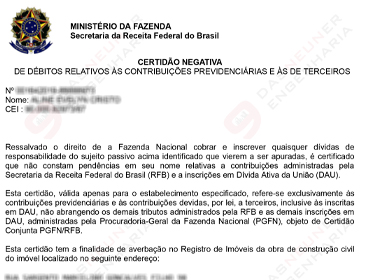 MINISTÉRIO DA FAZENDA
Secretaria da Receita Federal do Brasil
CERTIDÃO NEGATIVA
DE DÉBITOS RELATIVOS ÀS CONTRIBUIÇÕES PREVIDENCIÁRIAS E ÀS DE TERCEIROS
Nº
Nome:
CEI :
Ressalvado o direito de a Fazenda Nacional cobrar e inscrever quaisquer dívidas de
responsabilidade do sujeito passivo acima identificado que vierem a ser apuradas, é certificado
que não constam pendências em seu nome relativas a contribuições administradas pela
Secretaria da Receita Federal do Brasil (RFB) e a inscrições em Dívida Ativa da União (DAU).
Esta certidão, válida apenas para o estabelecimento especificado, refere-se exclusivamente às
contribuições previdenciárias e às contribuições devidas, por lei, a terceiros, inclusive às inscritas
em DAU, não abrangendo os demais tributos administrados pela RFB e as demais inscrições em
DAU, administradas pela Procuradoria-Geral da Fazenda Nacional (PGFN), objeto de Certidão
Conjunta PGFN/RFB.
Esta certidão tem a finalidade de averbação no Registro de Imóveis da obra de construção civil
do imóvel localizado no seguinte endereço:
ENGENHARIA